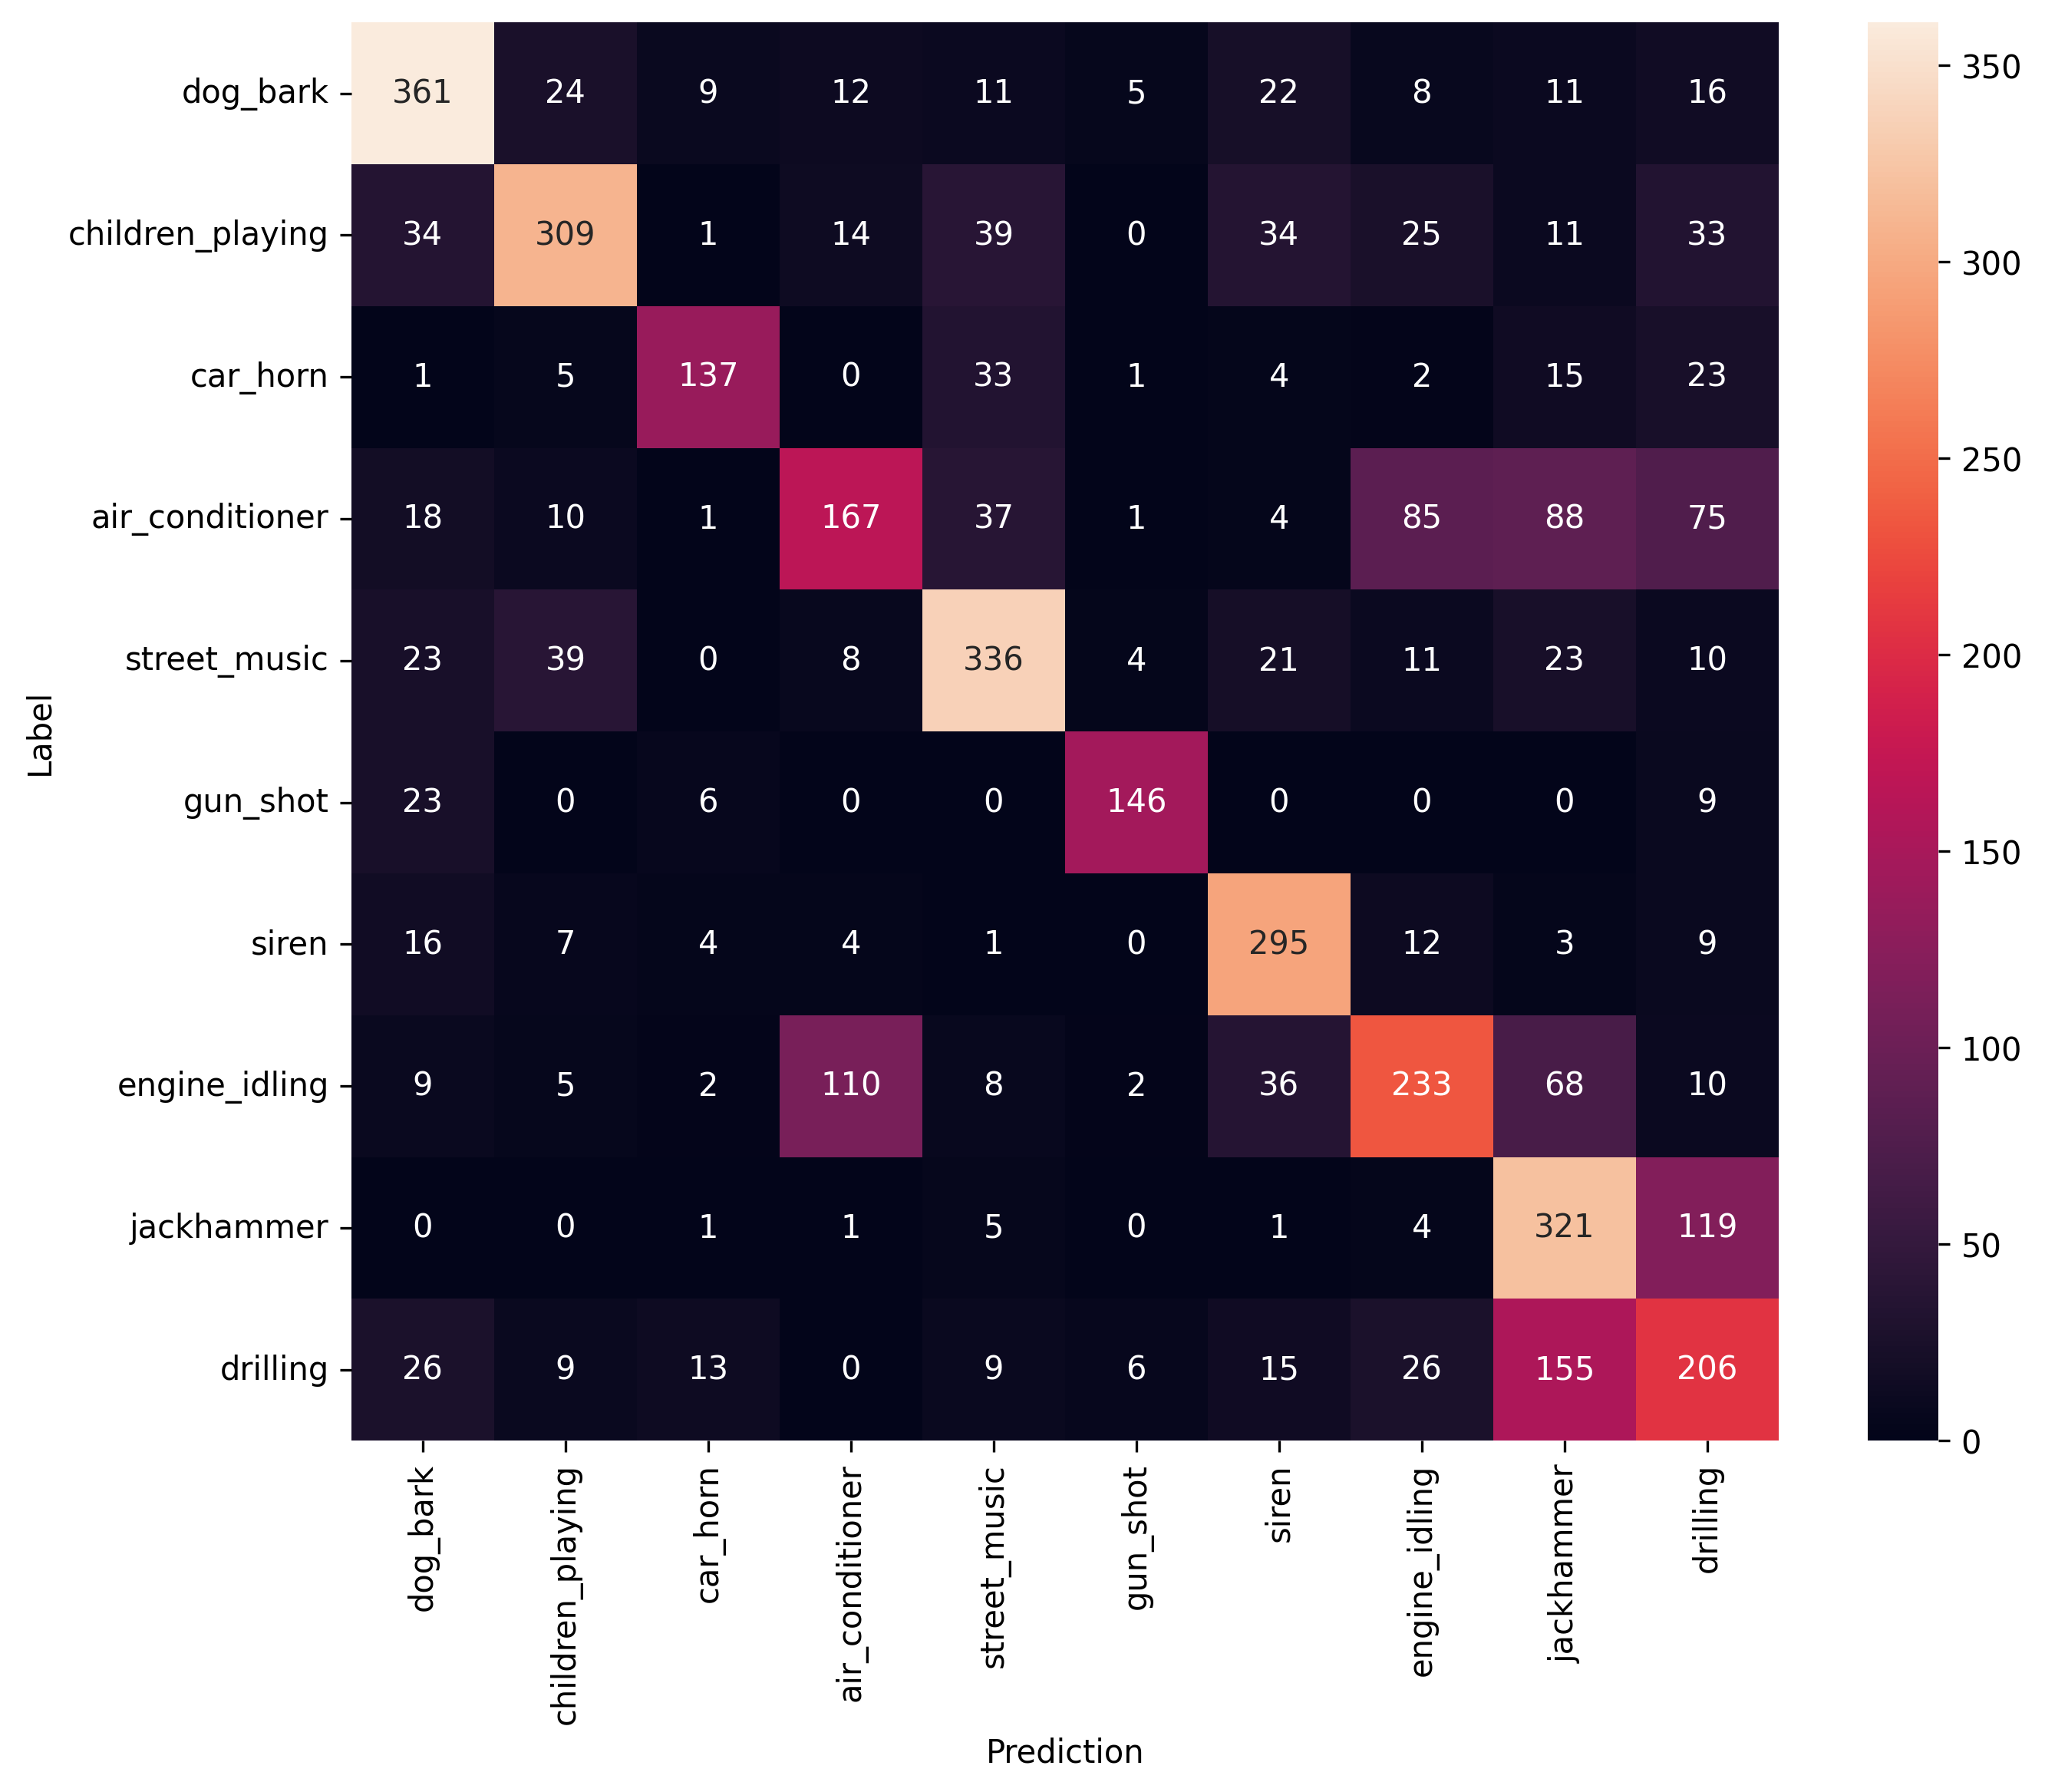 dog_bark 361 24 9 12 11 5 22 8 11 16
children_playing 34 309 1 14 39 0 34 25 11 33
car_horn 1 5 137 0 33 1 4 2 15 23
air_conditioner 18 10 1 167 37 1 4 85 88 75
street_music 23 39 0 8 336 4 21 11 23 10
gun_shot 23 0 6 0 0 146 0 0 0 9
siren 16 7 4 4 1 0 295 12 3 9
engine_idling 9 5 2 110 8 2 36 233 68 10
jackhammer 0 0 1 1 5 0 1 4 321 119
drilling 26 9 13 0 9 6 15 26 155 206
Label
dog_bark children_playing car_horn air_conditioner street_music gun_shot siren engine_idling jackhammer drilling
Prediction
350
300
250
200
150
100
50
0